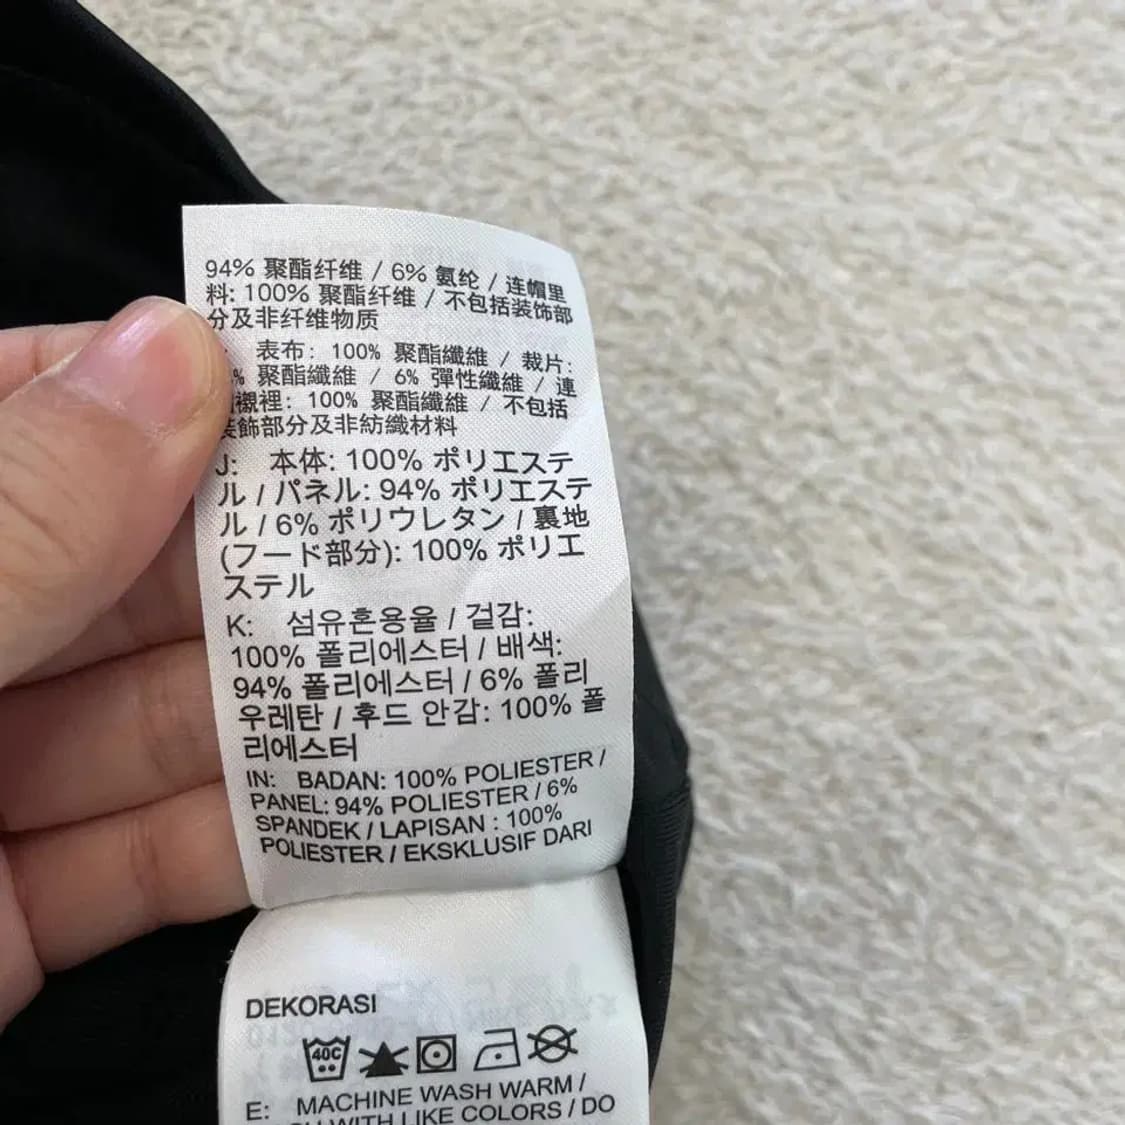 94% 聚酯纤维 / 6% 氨纶 / 连帽里
料: 100% 聚酯纤维 / 不包括装饰部
分及非纤维物质
表布: 100% 聚酯纖維 / 裁片:
% 聚酯纖維 / 6% 彈性纖維 / 連
襯裡: 100% 聚酯纖維 / 不包括
裝飾部分及非紡織材料
J: 本体: 100% ポリエステ
ル / パネル: 94% ポリエステ
ル / 6% ポリウレタン / 裏地
(フード部分): 100% ポリエ
ステル
K: 섬유혼용율 / 걸감:
100% 폴리에스터 / 배색:
94% 폴리에스터 / 6% 폴리
우레탄 / 후드 안감: 100% 폴
리에스터
IN: BADAN: 100% POLIESTER /
PANEL: 94% POLIESTER / 6%
SPANDEK / LAPISAN : 100%
POLIESTER / EKSKLUSIF DARI
DEKORASI
40C
E: MACHINE WASH WARM /
WITH LIKE COLORS / DO